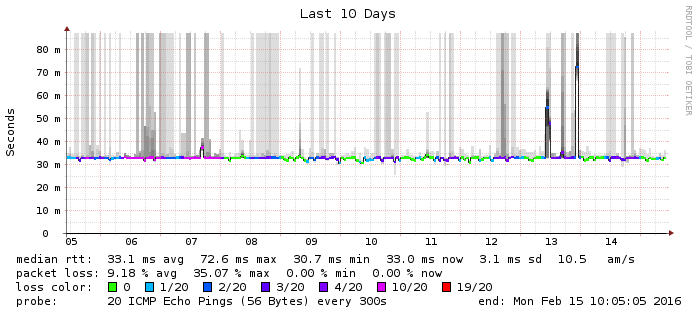 Last 10 Days
RRDTOOL / TOBI OETIKER
Seconds
80 m
70 m
60 m
50 m
40 m
30 m
20 m
10 m
0
05 06 07 08 09 10 11 12 13 14
median rtt: 33.1 ms avg 72.6 ms max 30.7 ms min 33.0 ms now 3.1 ms sd 10.5 am/s
packet loss: 9.18 % avg 35.07 % max 0.00 % min 0.00 % now
loss color: 0 1/20 2/20 3/20 4/20 10/20 19/20
probe: 20 ICMP Echo Pings (56 Bytes) every 300s end: Mon Feb 15 10:05:05 2016